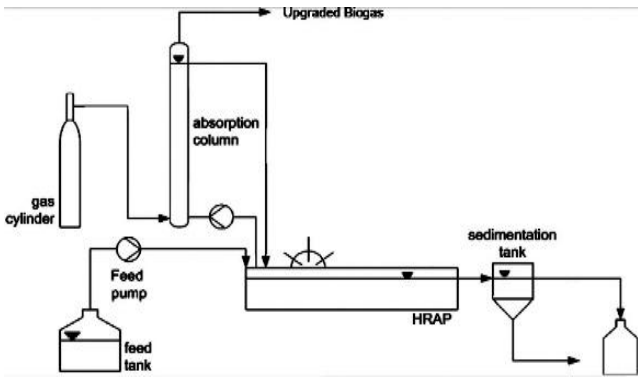 Upgraded Biogas
absorption
column
gas
cylinder
sedimentation
tank
Feed
pump
HRAP
feed
tank